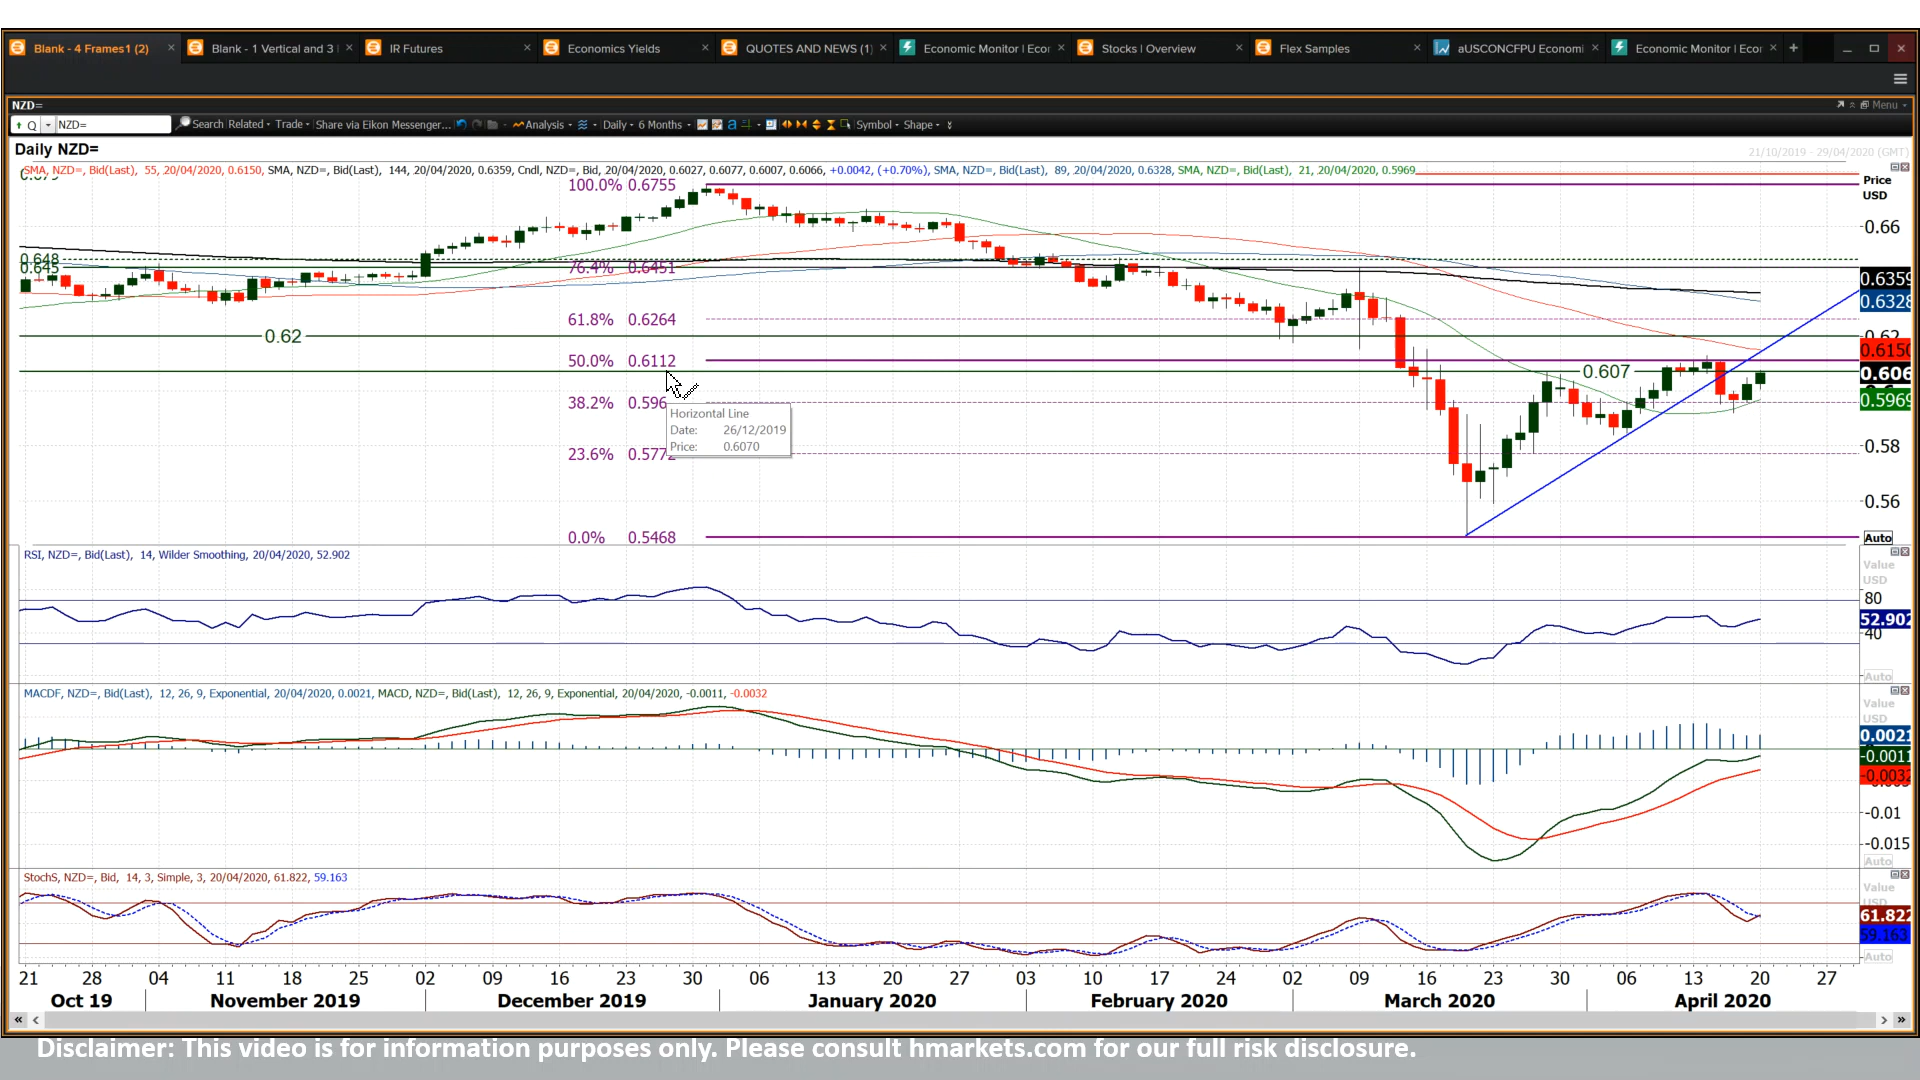 Blank - 4 Frames1 (2) × Blank - 1 Vertical and 3 × IR Futures × Economics Yields × QUOTES AND NEWS (1) × Economic Monitor | Ecor × Stocks | Overview × Flex Samples × aUSCONCFPU Economi × Economic Monitor | Ecor × +
NZD=
Menu
Q NZD= Search Related Trade Share via Eikon Messenger... Analysis Daily 6 Months Symbol Shape
Daily NZD=
21/10/2019 - 29/04/2020 (GMT)
SMA, NZD=, Bid(Last), 55, 20/04/2020, 0.6150, SMA, NZD=, Bid(Last), 144, 20/04/2020, 0.6359, Cndl, NZD=, Bid, 20/04/2020, 0.6027, 0.6077, 0.6007, 0.6066, +0.0042, (+0.70%), SMA, NZD=, Bid(Last), 89, 20/04/2020, 0.6328, SMA, NZD=, Bid(Last), 21, 20/04/2020, 0.5969
Price
USD
100.0% 0.6755
0.66
0.648
0.645
76.4% 0.6451
0.6359
0.6328
61.8% 0.6264
0.62
0.62
0.6150
50.0% 0.6112
0.607
0.606
0.5969
38.2% 0.596
Horizontal Line
Date: 26/12/2019
Price: 0.6070
23.6% 0.5772
0.58
0.56
0.0% 0.5468
Auto
RSI, NZD=, Bid(Last), 14, Wilder Smoothing, 20/04/2020, 52.902
Value
USD
80
52.902
40
Auto
MACDF, NZD=, Bid(Last), 12, 26, 9, Exponential, 20/04/2020, 0.0021, MACD, NZD=, Bid(Last), 12, 26, 9, Exponential, 20/04/2020, -0.0011, -0.0032
Value
USD
0.0021
-0.0011
-0.0032
-0.01
-0.015
Auto
StochS, NZD=, Bid, 14, 3, Simple, 3, 20/04/2020, 61.822, 59.163
Value
USD
61.822
59.163
Auto
21 28 04 11 18 25 02 09 16 23 30 06 13 20 27 03 10 17 24 02 09 16 23 30 06 13 20 27
Oct 19 November 2019 December 2019 January 2020 February 2020 March 2020 April 2020
Disclaimer: This video is for information purposes only. Please consult hmarkets.com for our full risk disclosure.